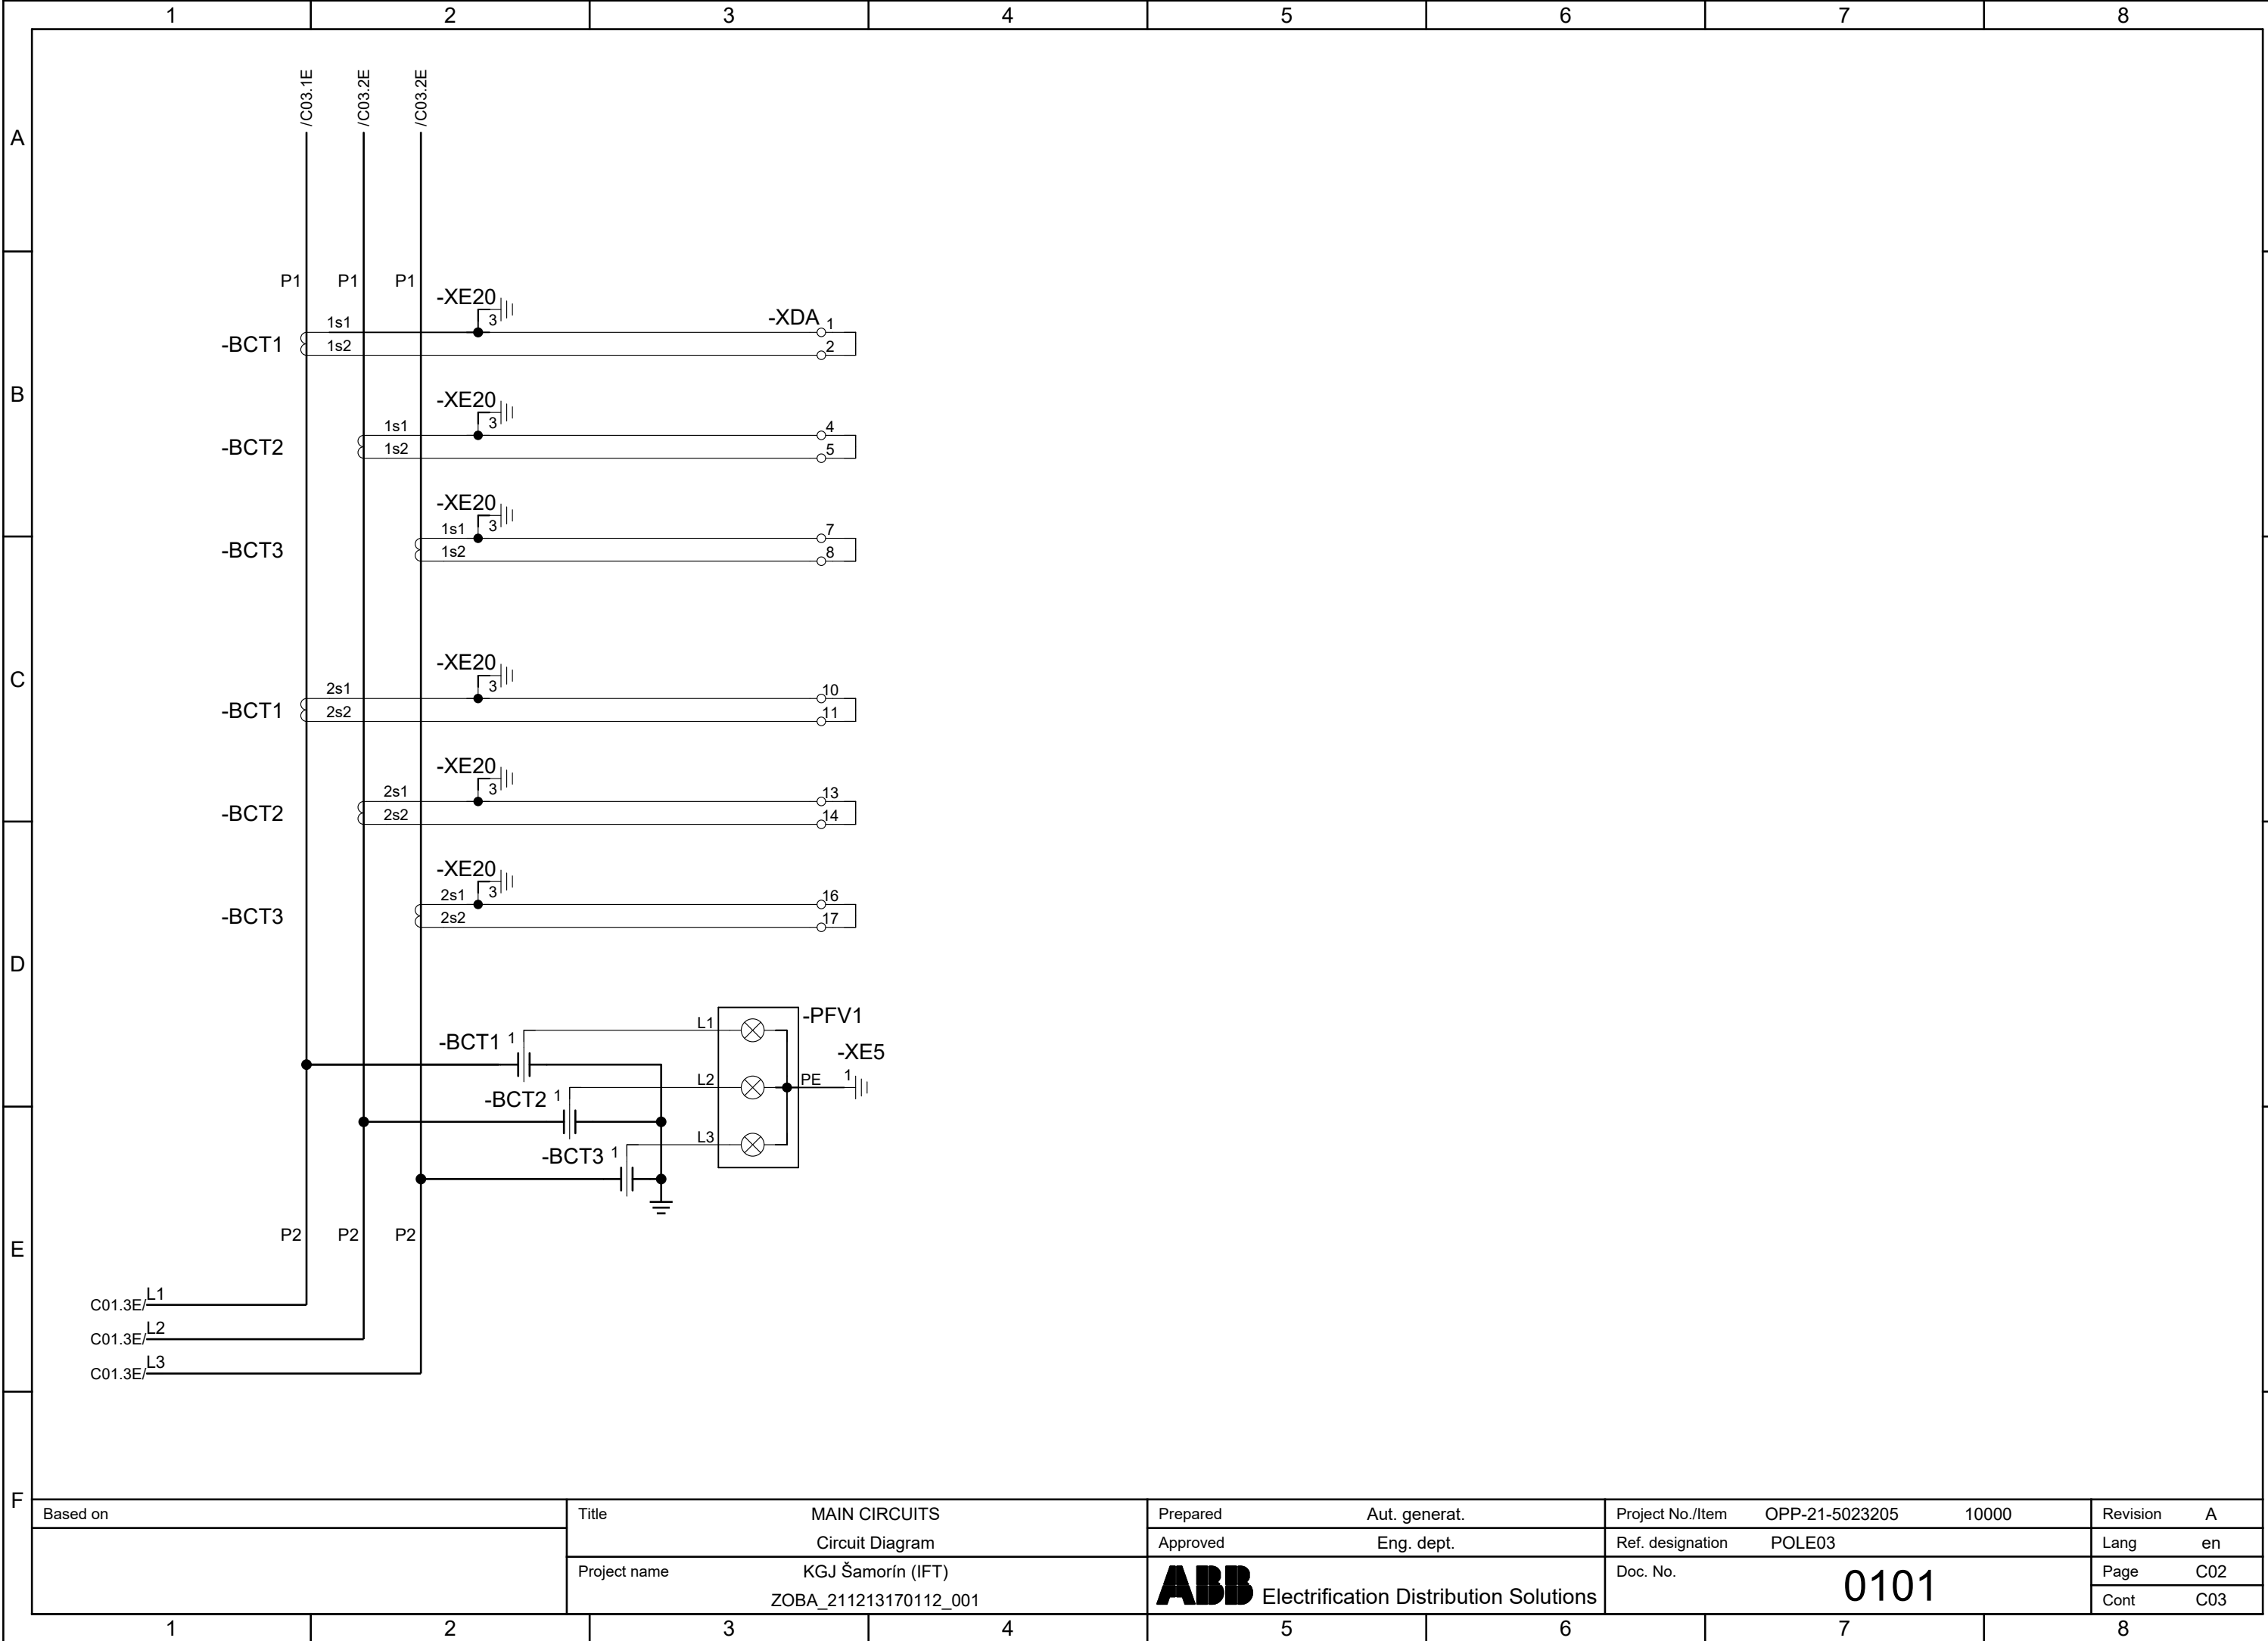 1 2 3 4 5 6 7 8
/C03.1E
/C03.2E
/C03.2E
A
P1 P1 P1
-XE20
3
-XDA 1
1s1
-BCT1
1s2
2
B
-XE20
3
1s1
4
-BCT2
1s2
5
-XE20
3
1s1
7
-BCT3
1s2
8
-XE20
3
C
2s1
10
-BCT1
2s2
11
-XE20
3
2s1
13
-BCT2
2s2
14
-XE20
3
2s1
16
-BCT3
2s2
17
D
-PFV1
L1
-BCT1 1
-XE5
L2
PE
1
-BCT2 1
L3
-BCT3 1
P2 P2 P2
E
C01.3E/ L1
C01.3E/ L2
C01.3E/ L3
F
Based on
Title MAIN CIRCUITS
Circuit Diagram
Project name KGJ Šamorín (IFT)
ZOBA_211213170112_001
Prepared Aut. generat.
Approved Eng. dept.
ABB Electrification Distribution Solutions
Project No./Item OPP-21-5023205 10000
Ref. designation POLE03
Doc. No. 0101
Revision A
Lang en
Page C02
Cont C03
1 2 3 4 5 6 7 8